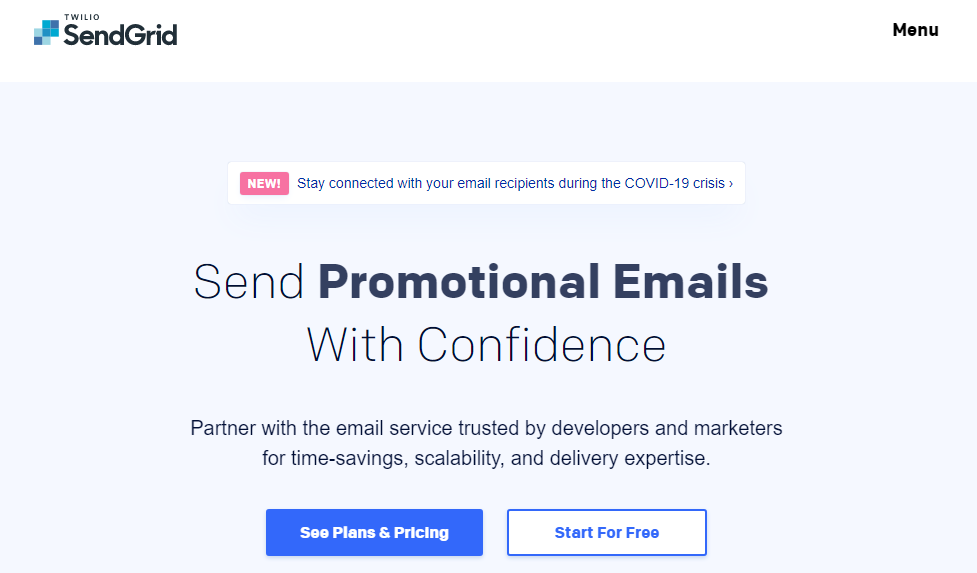 TWILIO
SendGrid
Menu
NEW! Stay connected with your email recipients during the COVID-19 crisis ›
Send Promotional Emails
With Confidence
Partner with the email service trusted by developers and marketers
for time-savings, scalability, and delivery expertise.
See Plans & Pricing
Start For Free